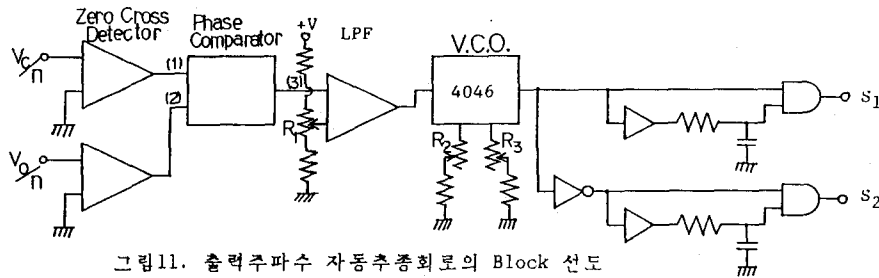 Zero Cross
Detector
Phase
Comparator
+V
LPF
V.C.O.
Vc/n
(1)
(2)
(3)
4046
S1
R1
R2
R3
Vo/n
S2
그림11. 출력주파수 자동추종회로의 Block 선도